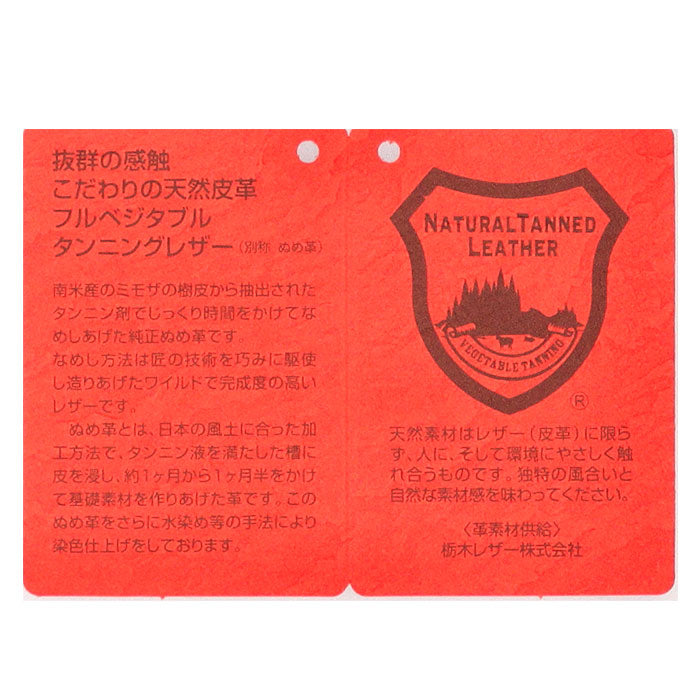 抜群の感触
こだわりの天然皮革
フルベジタブル
タンニングレザー（別称 ぬめ革）
南米産のミモザの樹皮から抽出された
タンニン剤でじっくり時間をかけてな
めしあげた純正ぬめ革です。
なめし方法は匠の技術を巧みに駆使
し造りあげたワイルドで完成度の高い
レザーです。
ぬめ革とは、日本の風土に合った加
工方法で、タンニン液を満たした槽に
皮を浸し、約1ヶ月から1ヶ月半をかけ
て基礎素材を作りあげた革です。この
ぬめ革をさらに水染め等の手法により
染色仕上げをしております。
NATURALTANNED
LEATHER
VEGETABLE TANNING
®
天然素材はレザー（皮革）に限ら
ず、人に、そして環境にやさしく触
れ合うものです。独特の風合いと
自然な素材感を味わってください。
〈革素材供給〉
栃木レザー株式会社